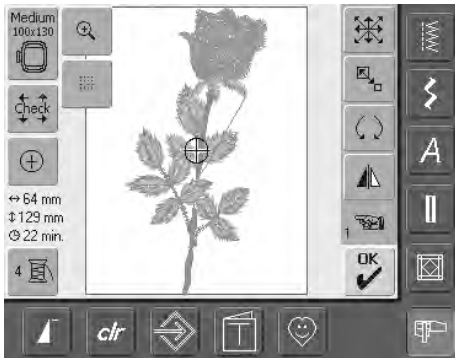 Medium
100x130
Check
↔ 64 mm
↕ 129 mm
22 min.
4
1
OK
A
clr
T